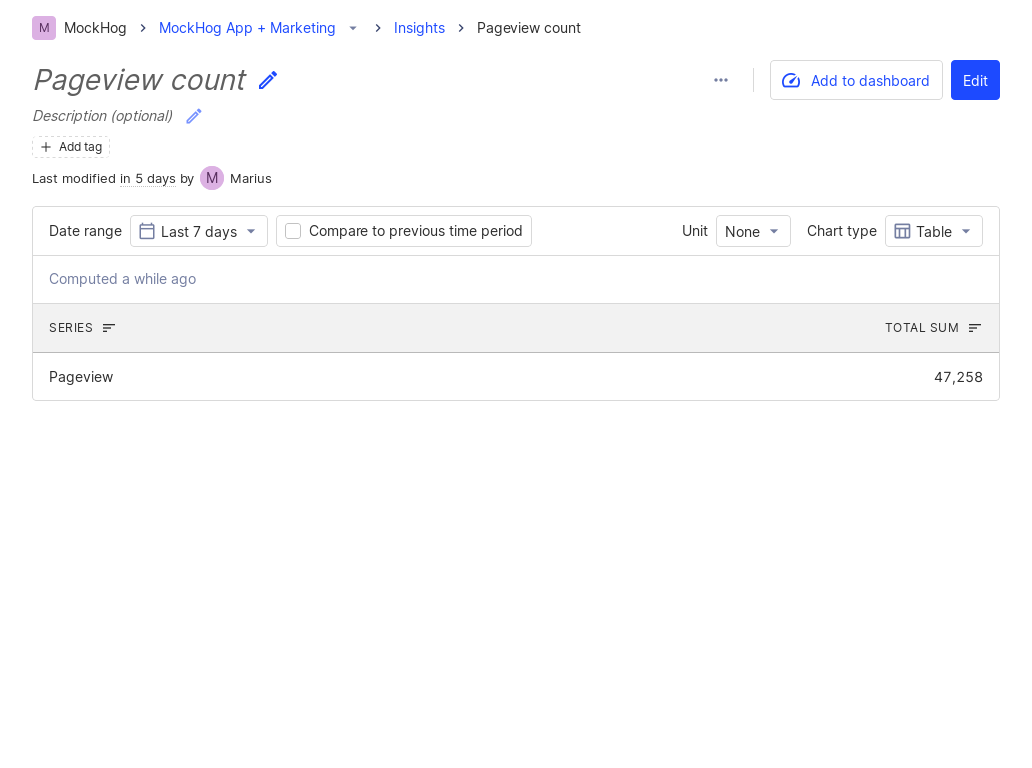 M MockHog MockHog App + Marketing Insights Pageview count
Pageview count
Add to dashboard Edit
Description (optional)
Add tag
Last modified in 5 days by M Marius
Date range Last 7 days Compare to previous time period Unit None Chart type Table
Computed a while ago
SERIES TOTAL SUM
Pageview 47,258